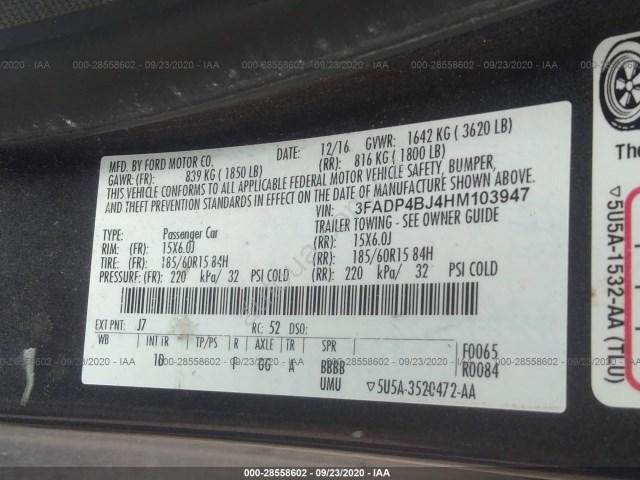 000-28558602 - 09/23/2020 - IAA
MFD. BY FORD MOTOR CO.
DATE: 12/16 GVWR: 1642 KG ( 3620 LB)
GAWR: (FR): 839 KG ( 1850 LB) (RR): 816 KG ( 1800 LB)
THIS VEHICLE CONFORMS TO ALL APPLICABLE FEDERAL MOTOR VEHICLE SAFETY, BUMPER,
AND THEFT PREVENTION STANDARDS IN EFFECT ON THE DATE OF MANUFACTURE SHOWN ABOVE.
VIN: 3FADP4BJ4HM103947
TRAILER TOWING - SEE OWNER GUIDE
TYPE: Passenger Car
RIM: (FR): 15X6.0J (RR): 15X6.0J
TIRE: (FR): 185/60R15 84H (RR): 185/60R15 84H
PRESSURE: (FR): 220 kPa/ 32 PSI COLD (RR): 220 kPa/ 32 PSI COLD
EXT PNT: J7 RC: 52 DSO:
WB INT TR TP/PS R AXLE TR SPR
F0065
R0084
GG A BBBB
UMU
▽5U5A-3520472-AA
The
▽5U5A-1532-AA (T U)
000-28558602 - 09/23/2020 - IAA
000-28558602 - 09/23/2020 - IAA